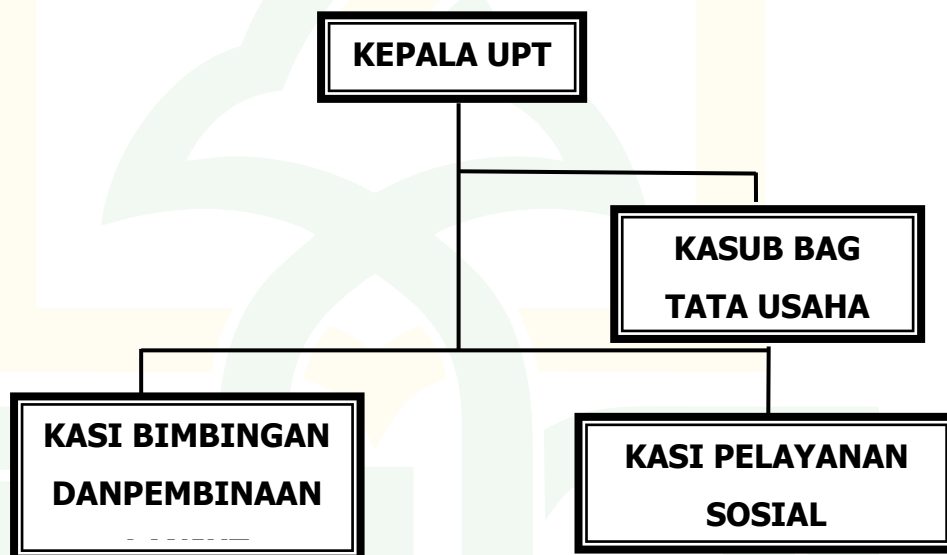 KEPALA UPT
KASUB BAG
TATA USAHA
KASI BIMBINGAN
DANPEMBINAAN
KASI PELAYANAN
SOSIAL